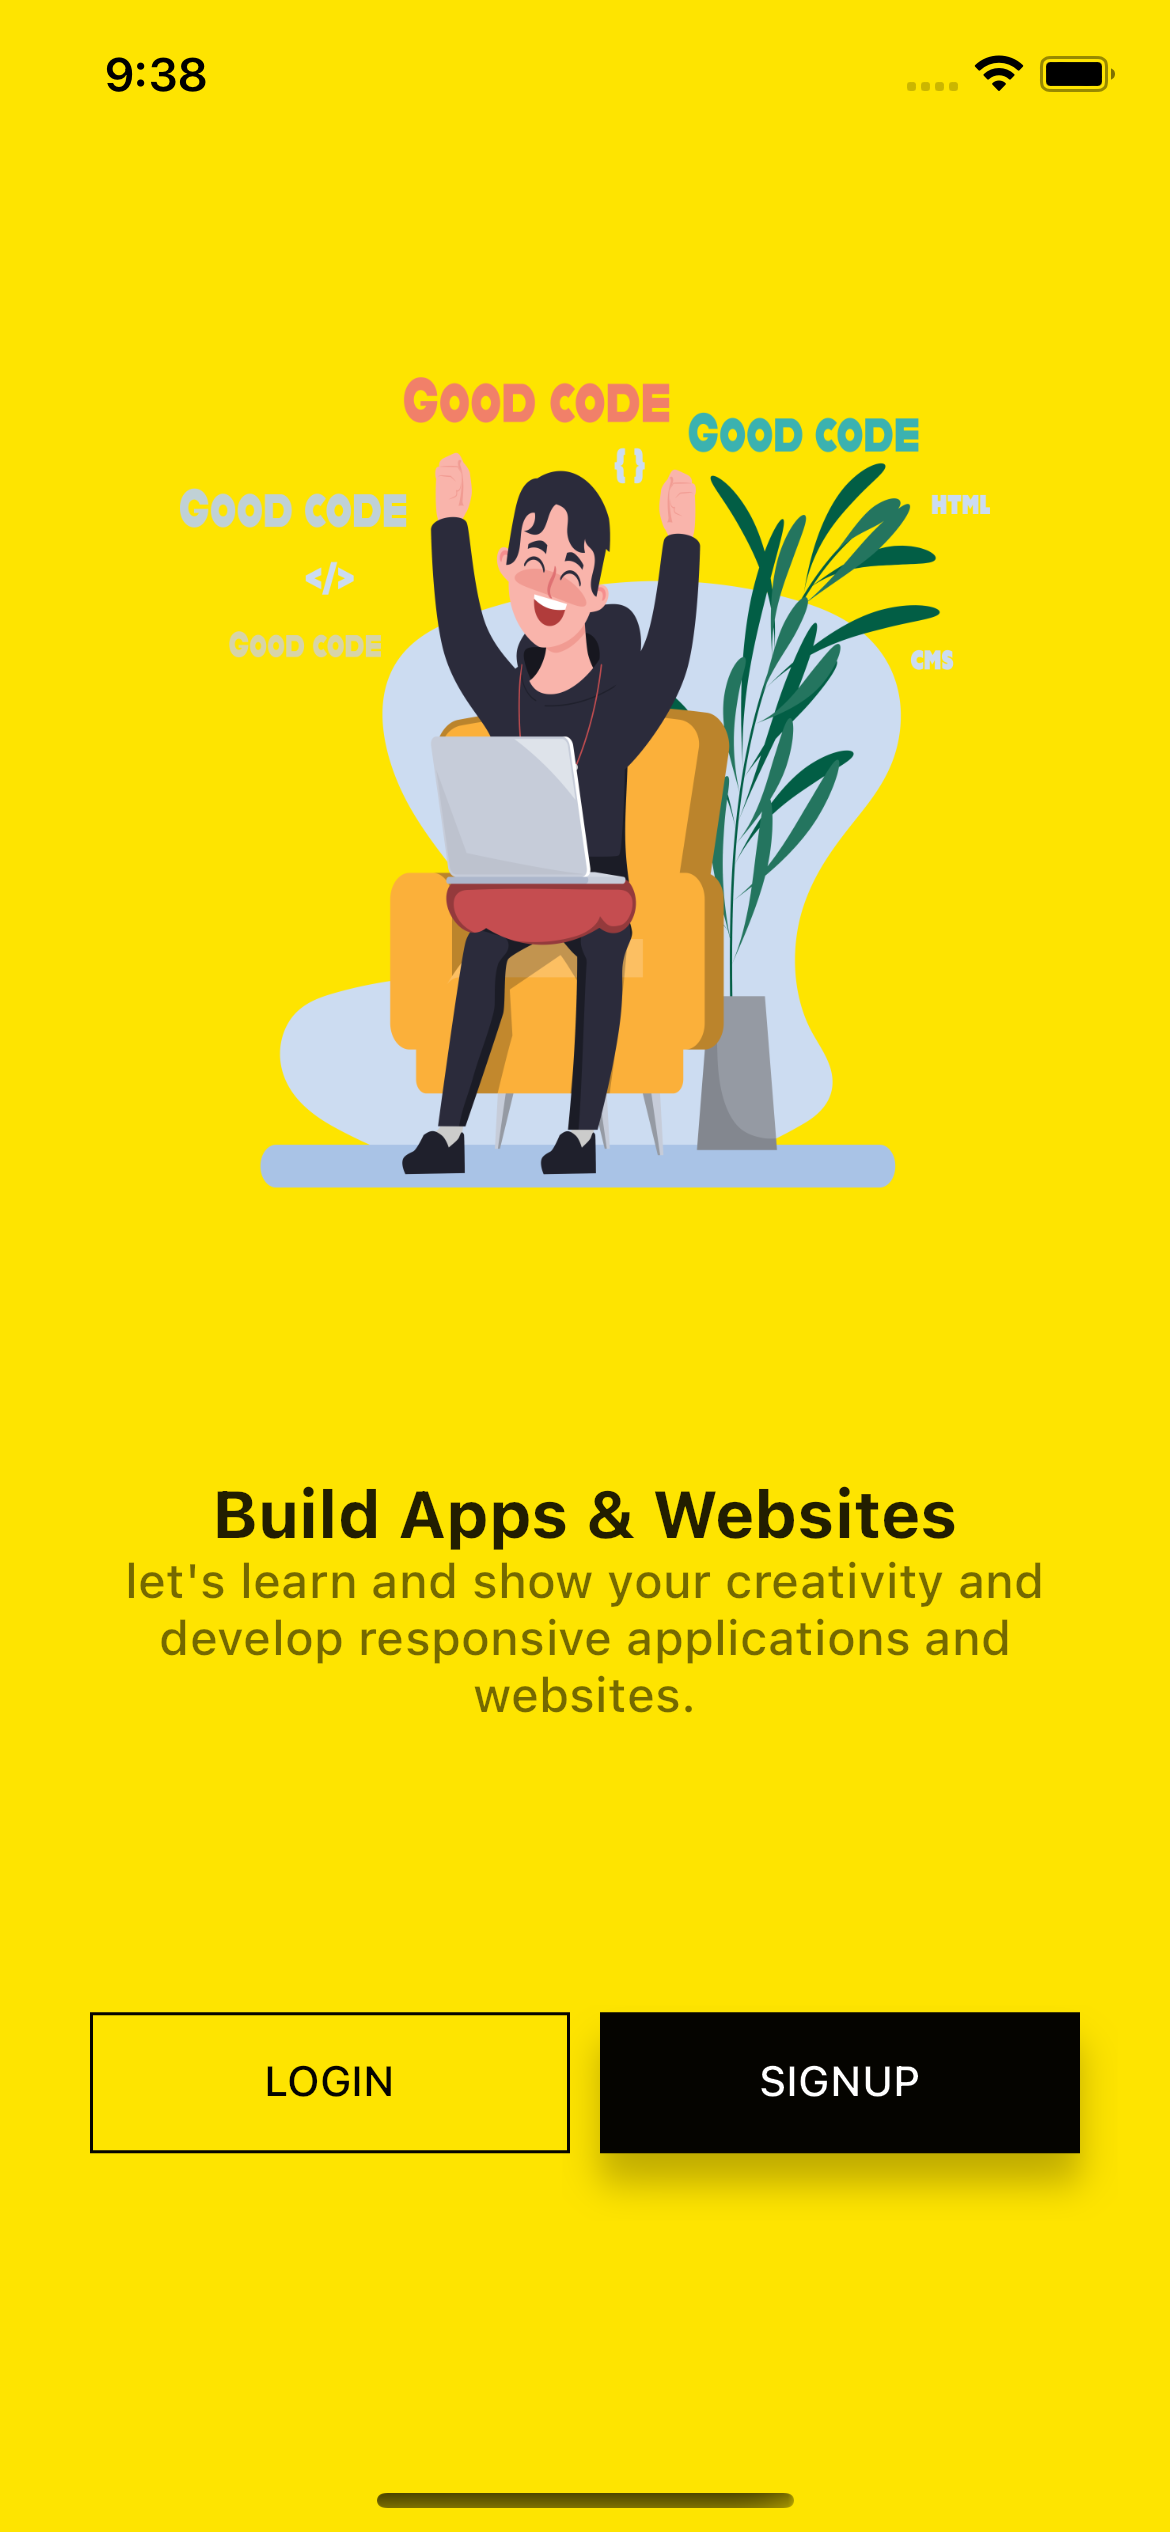 9:38
GOOD CODE
GOOD CODE
{ }
GOOD CODE
HTML
</>
GOOD CODE
CMS
Build Apps & Websites
let's learn and show your creativity and
develop responsive applications and
websites.
LOGIN
SIGNUP